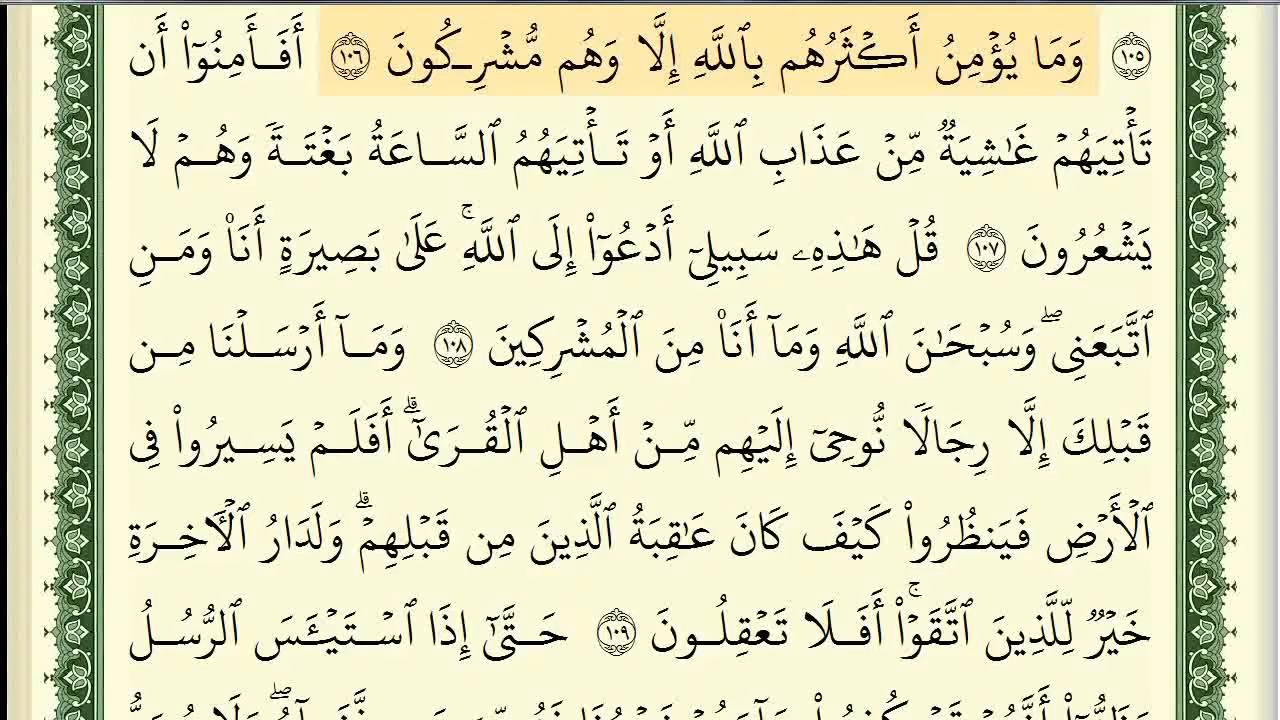 ١٠٥ وَمَا يُؤۡمِنُ أَكۡثَرُهُم بِٱللَّهِ إِلَّا وَهُم مُّشۡرِكُونَ ١٠٦ أَفَأَمِنُوٓاْ أَن
تَأۡتِيَهُمۡ غَٰشِيَةٞ مِّنۡ عَذَابِ ٱللَّهِ أَوۡ تَأۡتِيَهُمُ ٱلسَّاعَةُ بَغۡتَةٗ وَهُمۡ لَا
يَشۡعُرُونَ ١٠٧ قُلۡ هَٰذِهِۦ سَبِيلِيٓ أَدۡعُوٓاْ إِلَى ٱللَّهِۚ عَلَىٰ بَصِيرَةٍ أَنَا۠ وَمَنِ
ٱتَّبَعَنِيۖ وَسُبۡحَٰنَ ٱللَّهِ وَمَآ أَنَا۠ مِنَ ٱلۡمُشۡرِكِينَ ١٠٨ وَمَآ أَرۡسَلۡنَا مِن
قَبۡلِكَ إِلَّا رِجَالٗا نُّوحِيٓ إِلَيۡهِم مِّنۡ أَهۡلِ ٱلۡقُرَىٰٓۗ أَفَلَمۡ يَسِيرُواْ فِي
ٱلۡأَرۡضِ فَيَنظُرُواْ كَيۡفَ كَانَ عَٰقِبَةُ ٱلَّذِينَ مِن قَبۡلِهِمۡۗ وَلَدَارُ ٱلۡأٓخِرَةِ
خَيۡرٞ لِّلَّذِينَ ٱتَّقَوۡاْۚ أَفَلَا تَعۡقِلُونَ ١٠٩ حَتَّىٰٓ إِذَا ٱسۡتَيۡـَٔسَ ٱلرُّسُلُ